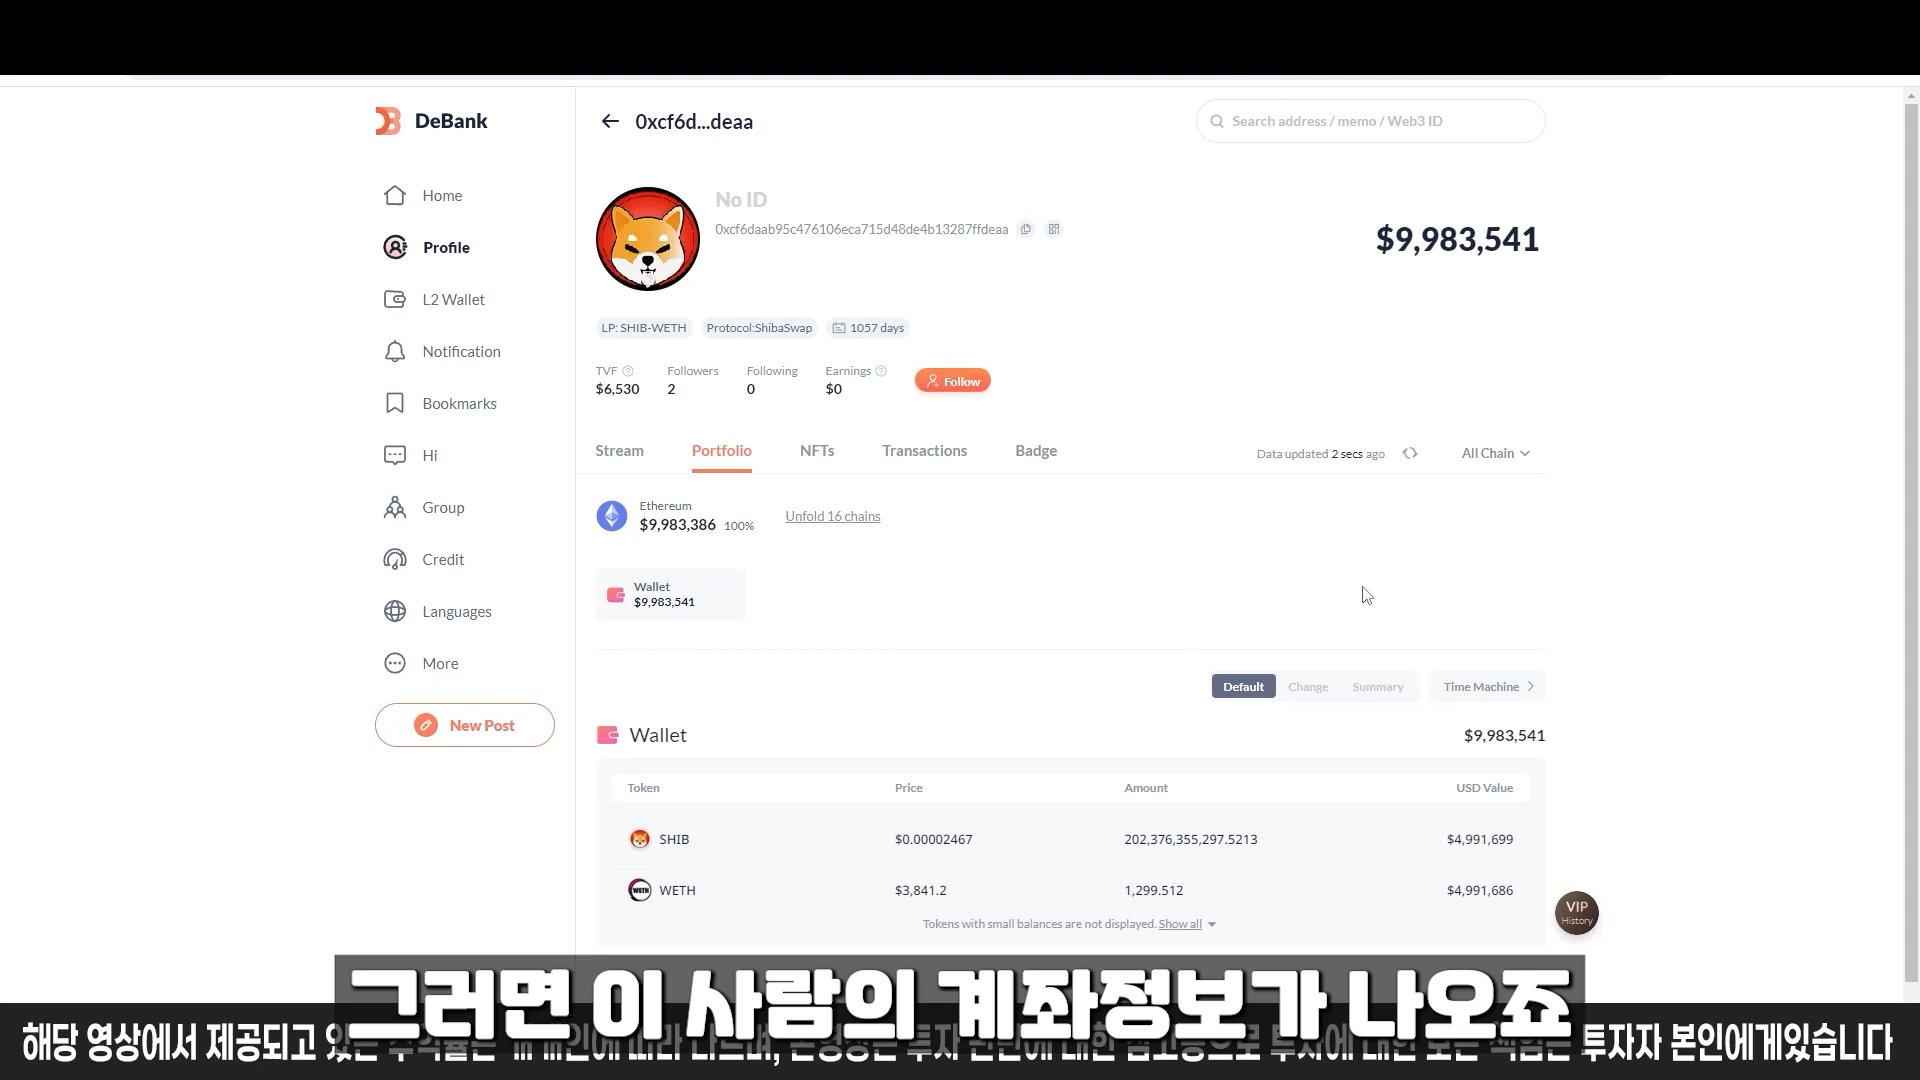 DeBank
0xcf6d...deaa
Search address / memo / Web3 ID
Home
Profile
L2 Wallet
Notification
Bookmarks
Hi
Group
Credit
Languages
More
New Post
No ID
0xcf6daab95c476106eca715d48de4b13287ffdeaa
$9,983,541
LP: SHIB-WETH Protocol:ShibaSwap 1057 days
TVF Followers Following Earnings
$6,530 2 0 $0
Follow
Stream Portfolio NFTs Transactions Badge
Data updated 2 secs ago
All Chain
Ethereum
$9,983,386 100%
Unfold 16 chains
Wallet
$9,983,541
Default Change Summary Time Machine
Wallet $9,983,541
Token Price Amount USD Value
SHIB $0.00002467 202,376,355,297.5213 $4,991,699
WETH WETH $3,841.2 1,299.512 $4,991,686
Tokens with small balances are not displayed. Show all
VIP
History
그러면 이 사람의 계좌정보가 나오죠
해당 영상에서 제공되고 있는 투자자 본인에게있습니다